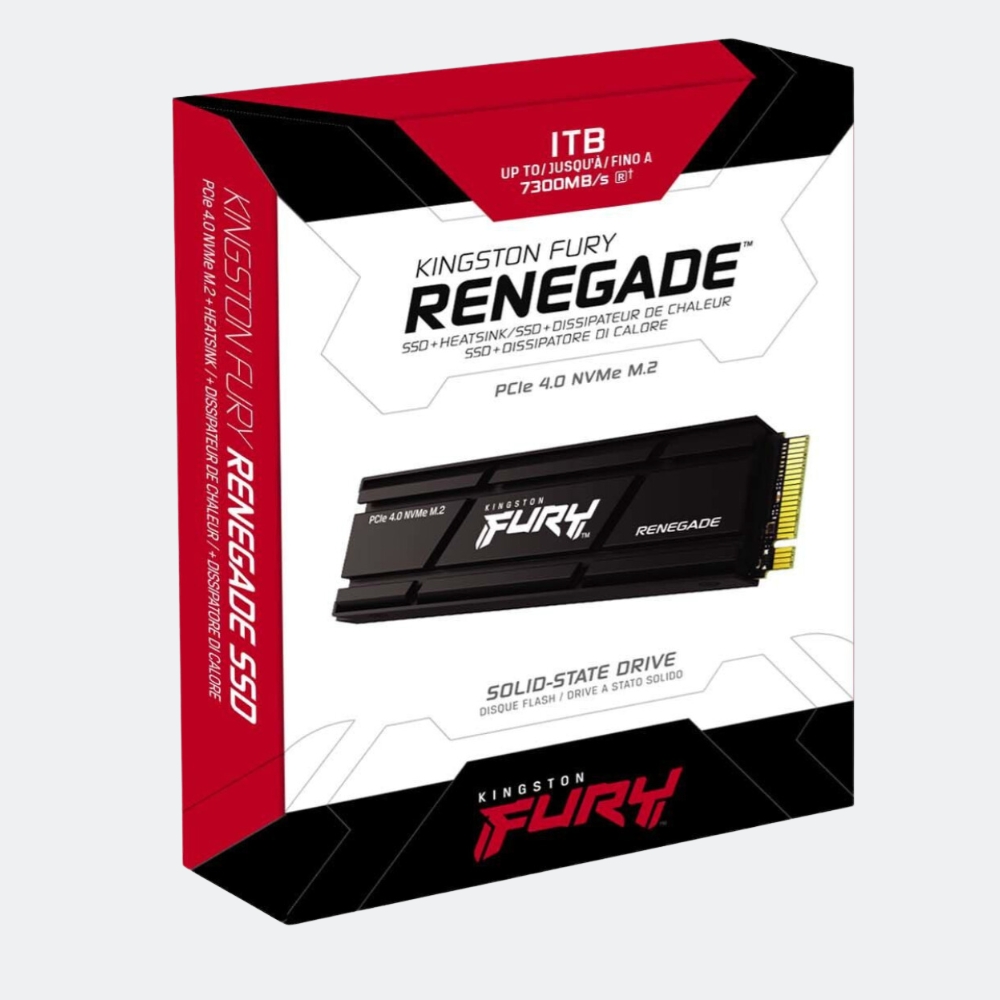 1TB
UP TO/JUSQU'À/FINO A
7300MB/s R†
KINGSTON FURY
RENEGADE™
SSD+HEATSINK/SSD+DISSIPATEUR DE CHALEUR
SSD+DISSIPATORE DI CALORE
PCIe 4.0 NVMe M.2
PCIe 4.0 NVMe M.2
KINGSTON
FURY™
RENEGADE
SOLID-STATE DRIVE
DISQUE FLASH / DRIVE A STATO SOLIDO
KINGSTON
FURY™
KINGSTON FURY RENEGADE SSD
PCIe 4.0 NVMe M.2 + HEATSINK / + DISSIPATEUR DE CHALEUR / + DISSIPATORE DI CALORE